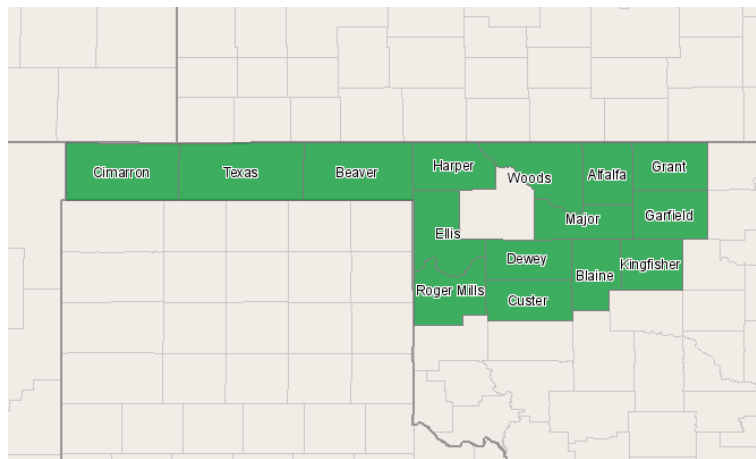 Cimarron
Texas
Beaver
Harper
Woods
Alfalfa
Grant
Major
Garfield
Ellis
Dewey
Blaine
Kingfisher
Roger Mills
Custer